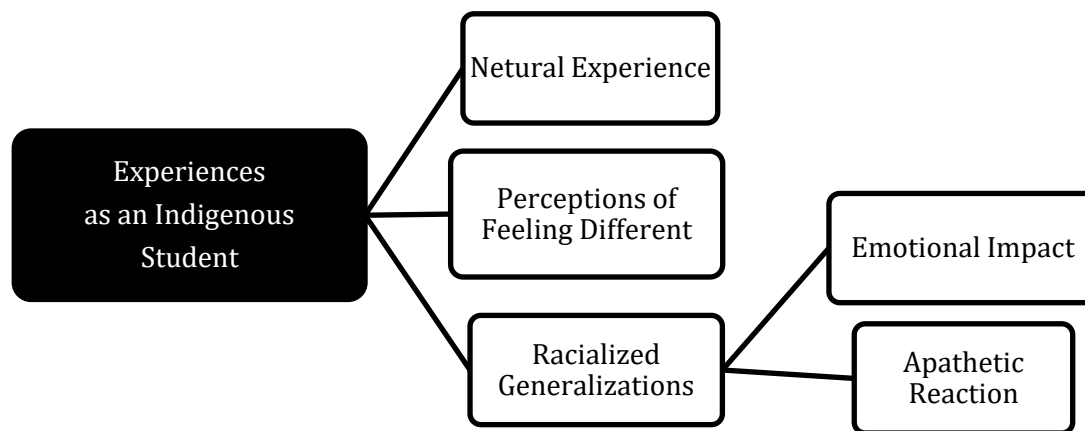 Experiences
as an Indigenous
Student
Netural Experience
Perceptions of
Feeling Different
Racialized
Generalizations
Emotional Impact
Apathetic
Reaction